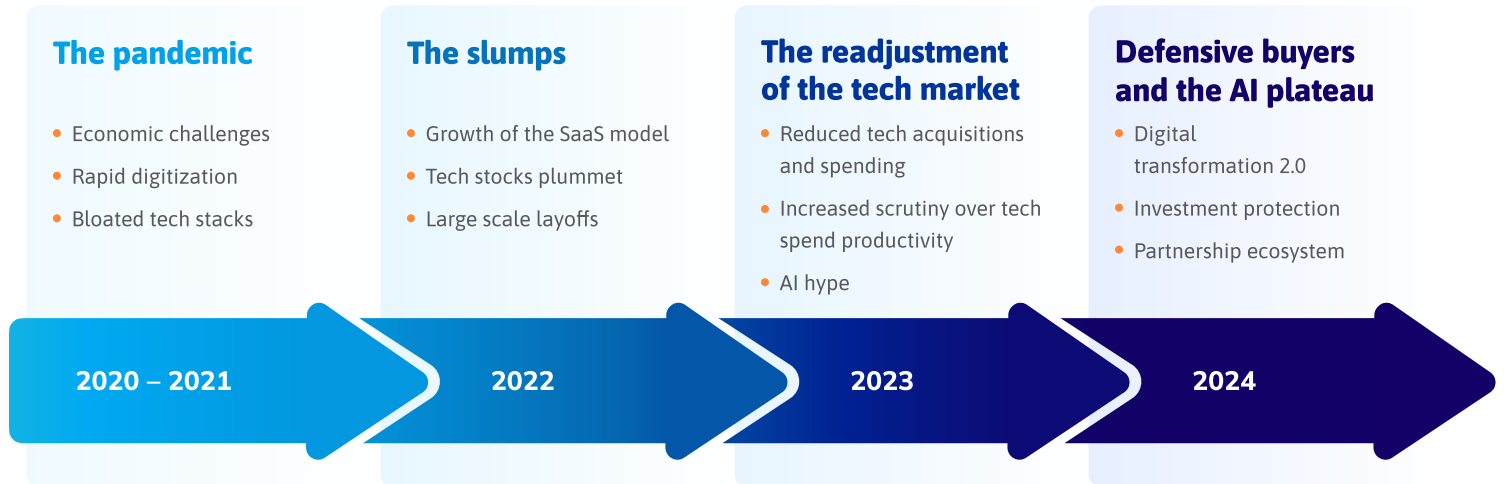 The pandemic
• Economic challenges
• Rapid digitization
• Bloated tech stacks
2020 – 2021
The slumps
• Growth of the SaaS model
• Tech stocks plummet
• Large scale layoffs
2022
The readjustment
of the tech market
• Reduced tech acquisitions
and spending
• Increased scrutiny over tech
spend productivity
• AI hype
2023
Defensive buyers
and the AI plateau
• Digital
transformation 2.0
• Investment protection
• Partnership ecosystem
2024